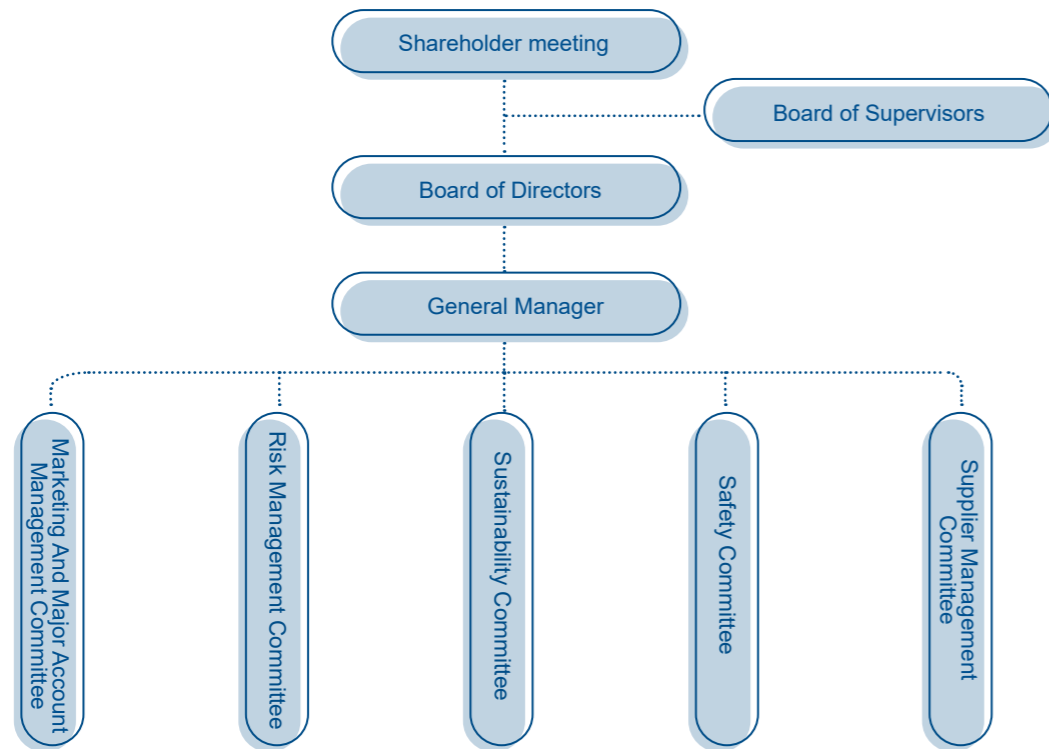 Shareholder meeting
Board of Supervisors
Board of Directors
General Manager
Marketing And Major Account
Management Committee
Risk Management Committee
Sustainability Committee
Safety Committee
Supplier Management
Committee